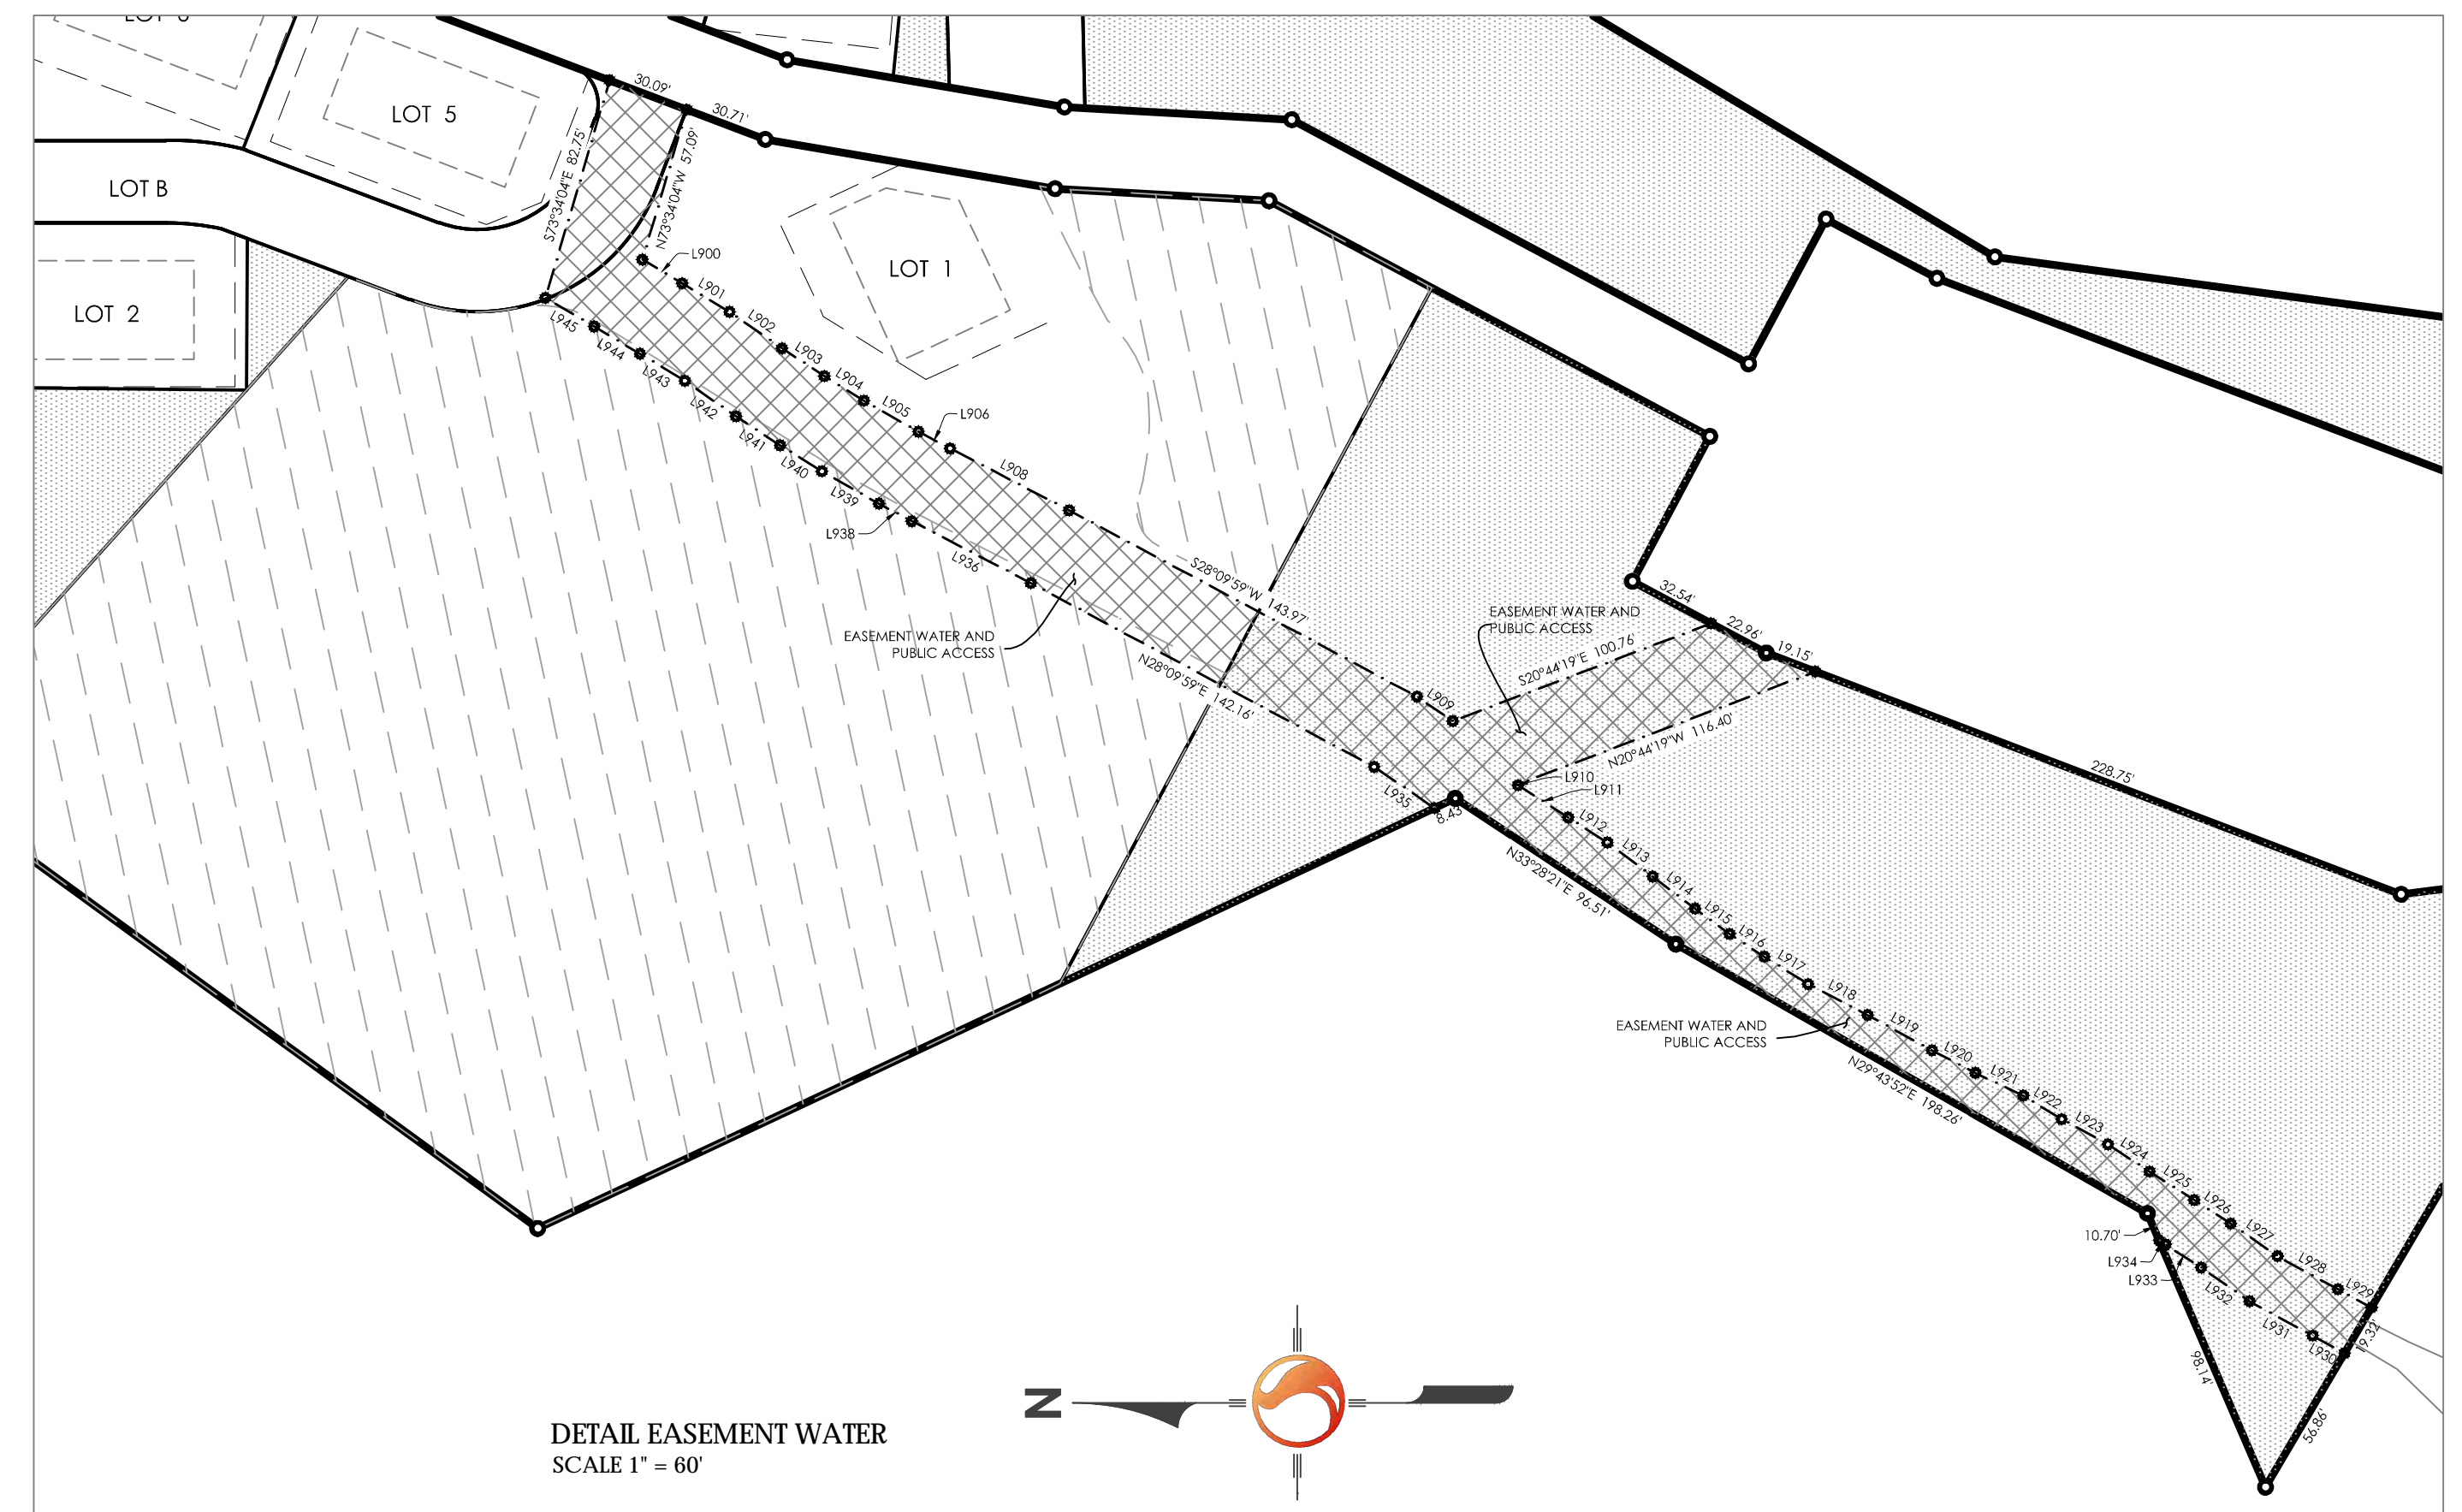 LOT 5
LOT B
LOT 2
LOT 1
30.09'
30.71'
S73°34'04"E 82.75'
N73°34'04"W 57.09'
L900
L901
L902
L903
L904
L905
L906
L908
L945
L944
L943
L942
L941
L940
L939
L938
L936
S28°09'59"W 143.97'
N28°09'59"E 142.16'
EASEMENT WATER AND
PUBLIC ACCESS
EASEMENT WATER AND
PUBLIC ACCESS
32.54'
22.96'
19.15'
S20°44'19"E 100.76'
N20°44'19"W 116.40'
228.75'
L909
L910
L911
L935
8.45'
N33°28'21"E 96.51'
L912
L913
L914
L915
L916
L917
L918
L919
L920
L921
L922
L923
L924
L925
L926
L927
L928
L929
EASEMENT WATER AND
PUBLIC ACCESS
N29°43'52"E 198.26'
10.70'
L934
L933
L932
L931
L930
19.32'
98.14'
56.86'
N
DETAIL EASEMENT WATER
SCALE 1" = 60'